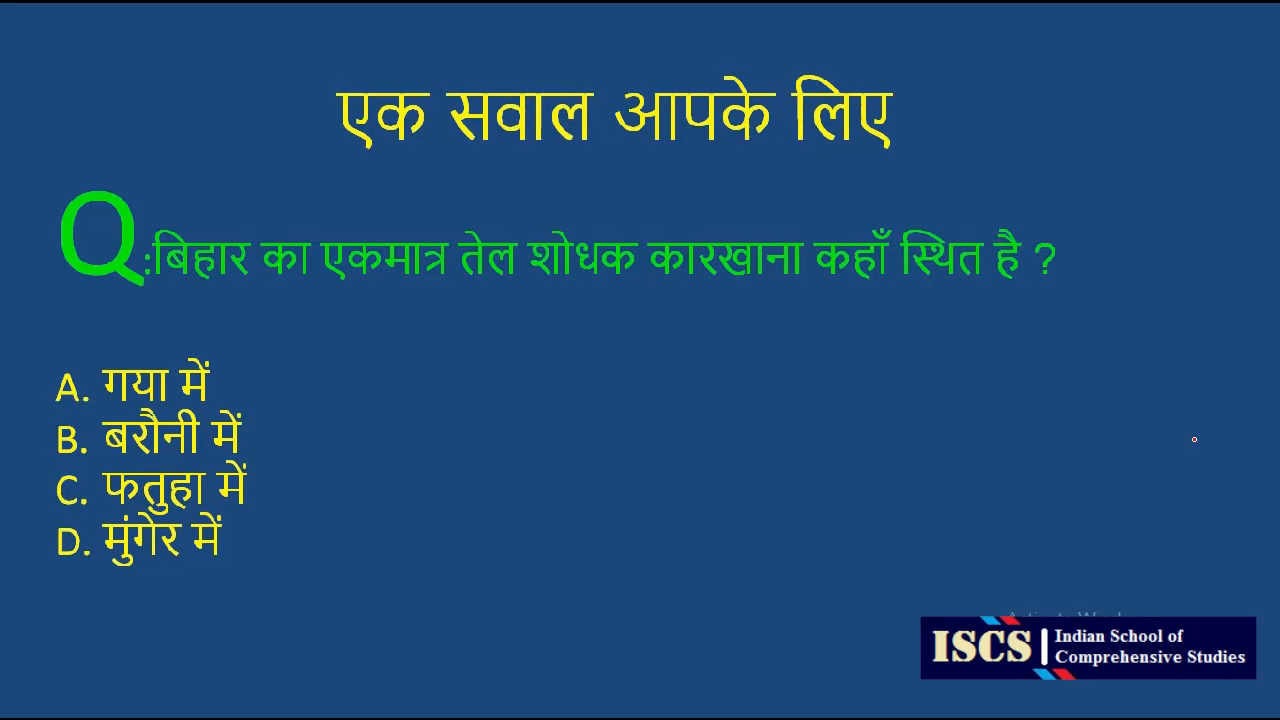 एक सवाल आपके लिए
Q:बिहार का एकमात्र तेल शोधक कारखाना कहाँ स्थित है ?
A. गया में
B. बरौनी में
C. फतुहा में
D. मुंगेर में
ISCS Indian School of
Comprehensive Studies